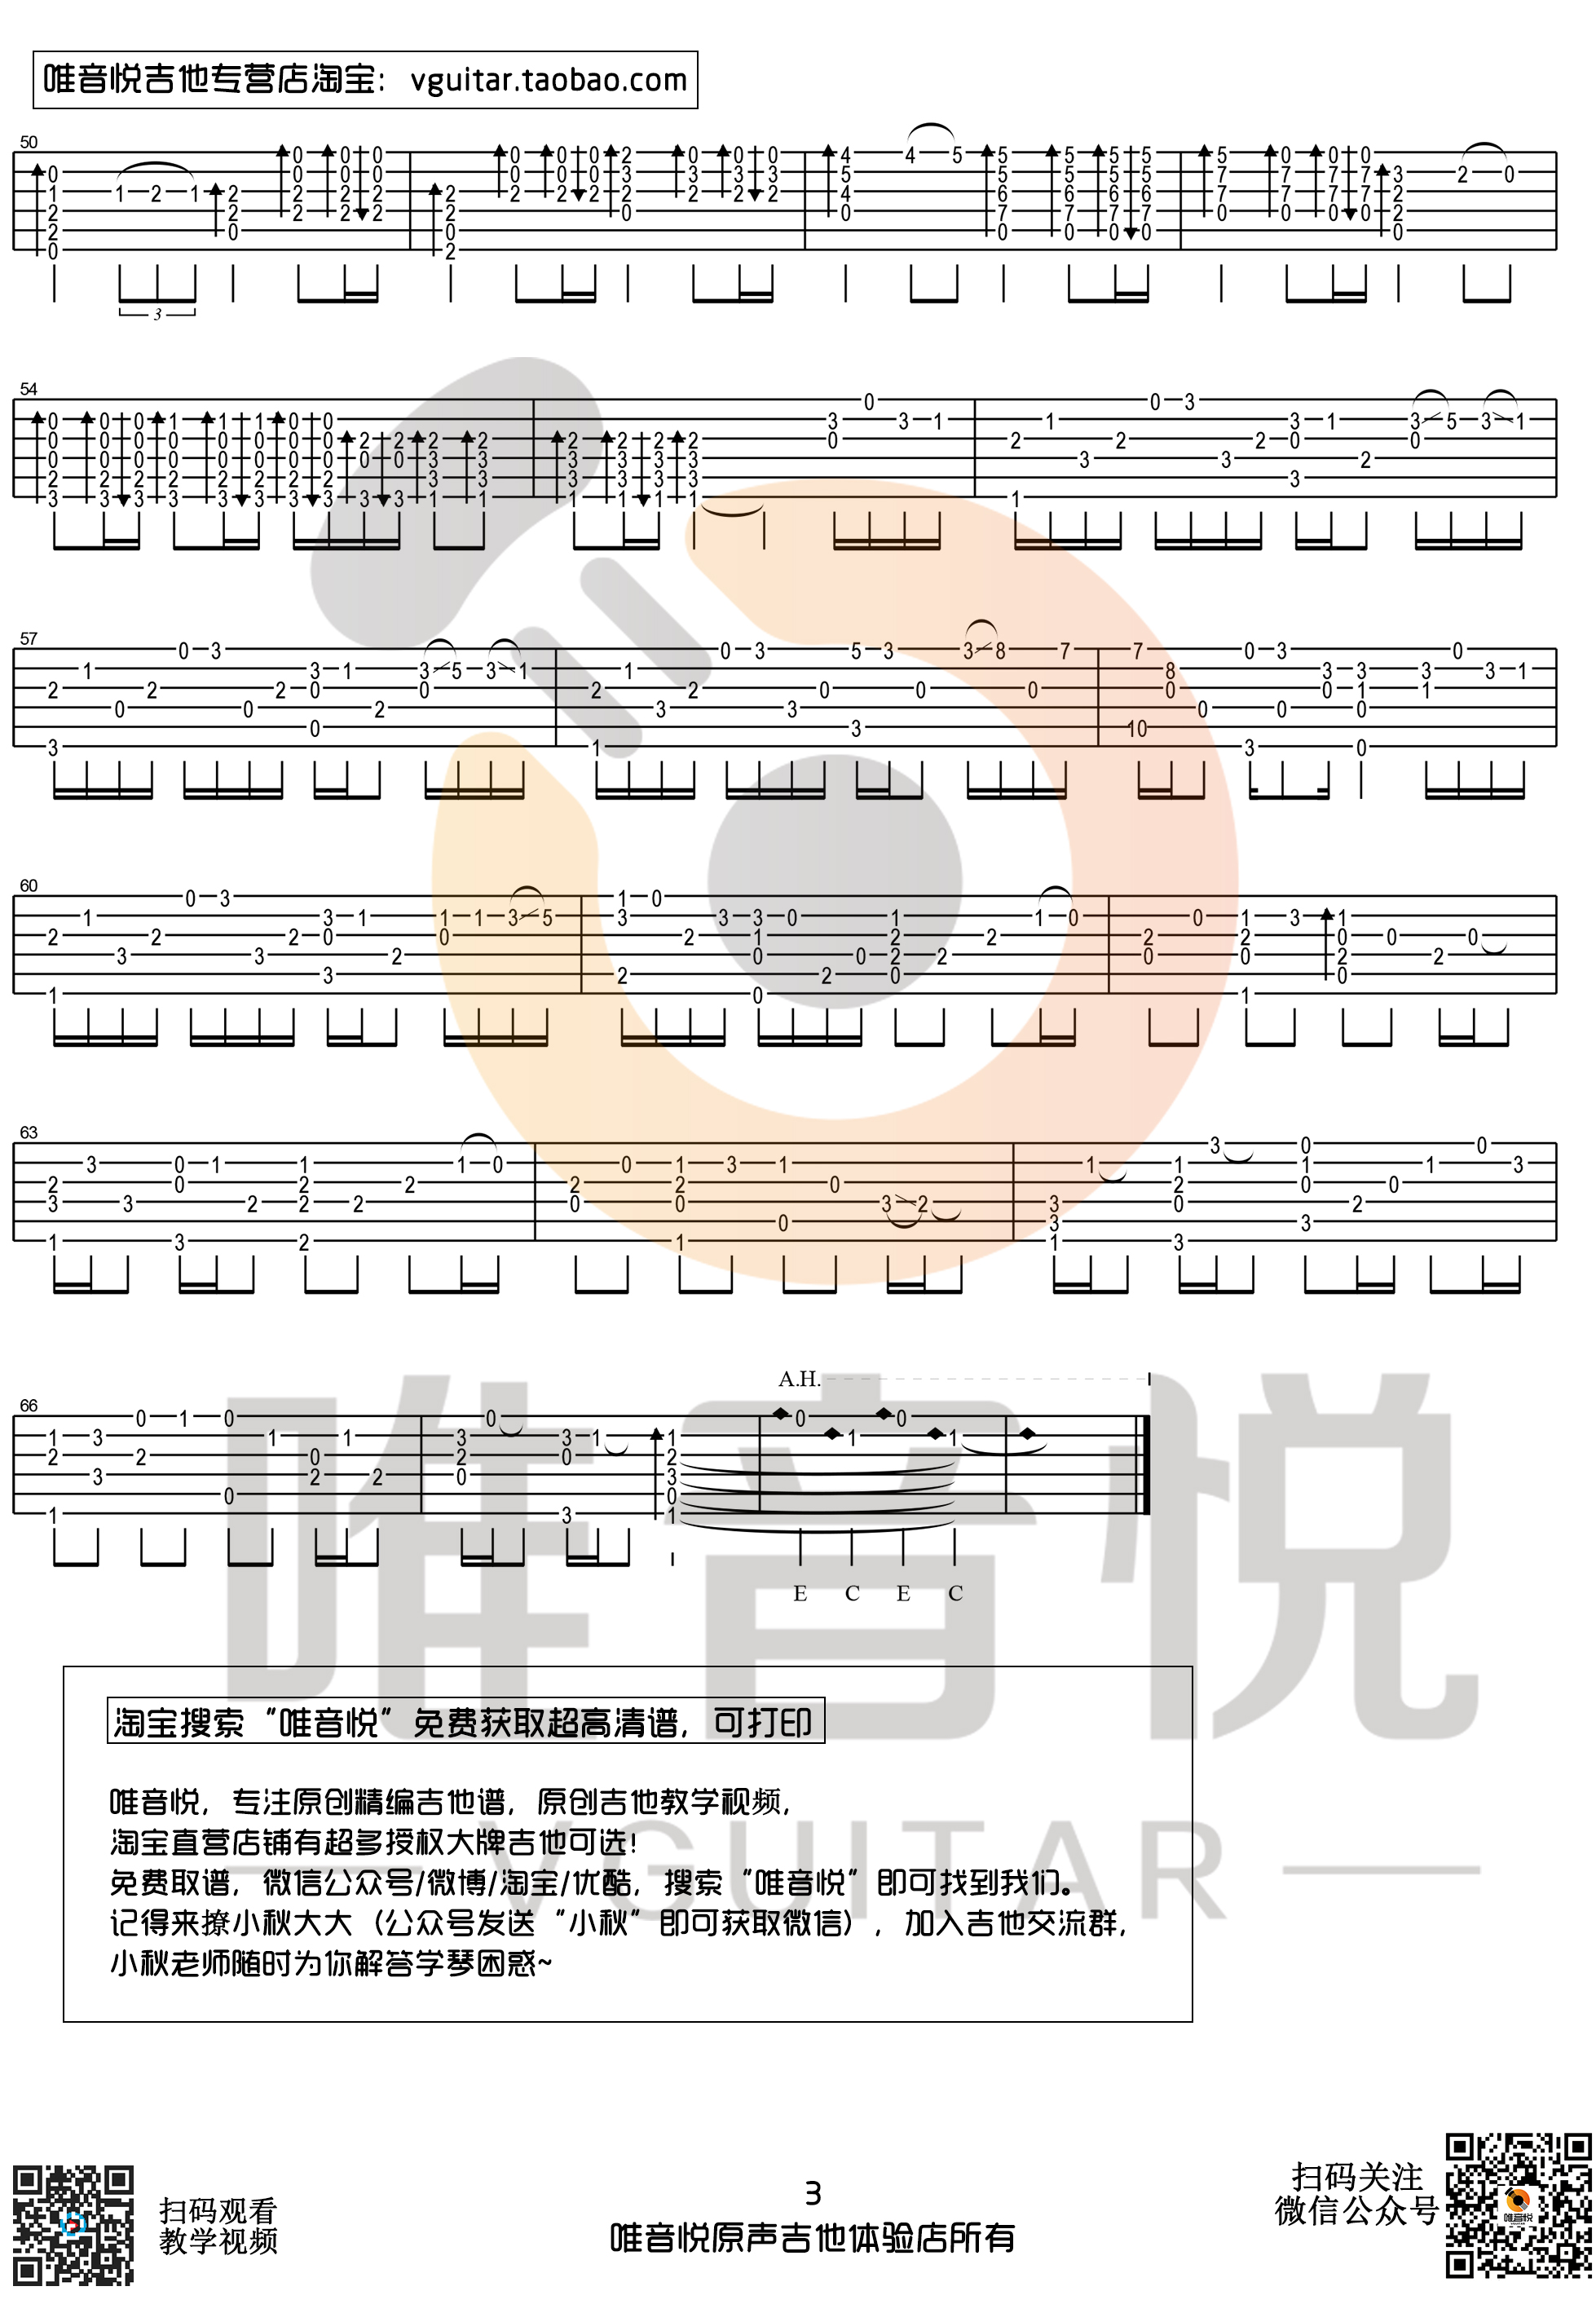 唯音悦吉他专营店淘宝：vguitar.taobao.com
50
3
54
57
60
63
66
A.H.
E C E C
唯音悦
VGUITAR
淘宝搜索“唯音悦”免费获取超高清谱，可打印
唯音悦，专注原创精编吉他谱，原创吉他教学视频，
淘宝直营店铺有超多授权大牌吉他可选！
免费取谱，微信公众号/微博/淘宝/优酷，搜索“唯音悦”即可找到我们。
记得来撩小秋大大（公众号发送“小秋”即可获取微信），加入吉他交流群，
小秋老师随时为你解答学琴困惑~
扫码观看
教学视频
3
唯音悦原声吉他体验店所有
扫码关注
微信公众号
唯音悦